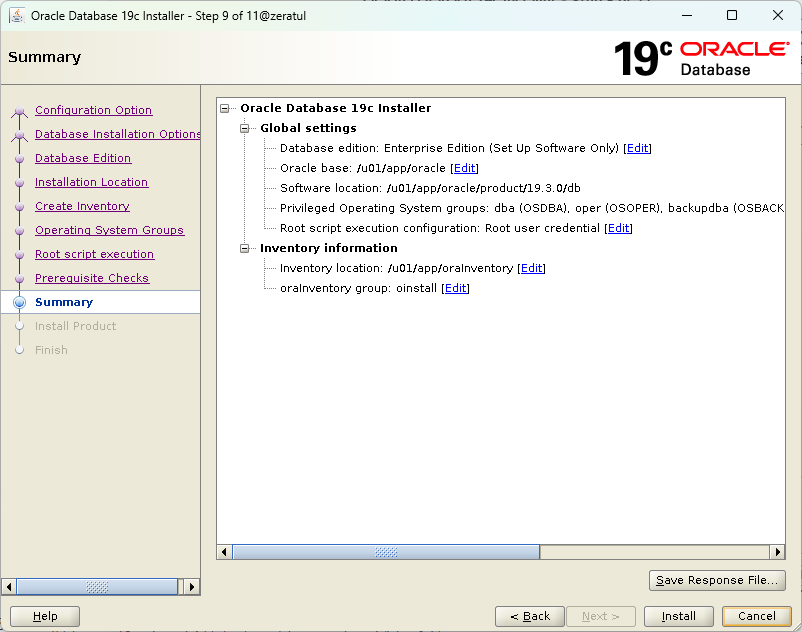 Oracle Database 19c Installer - Step 9 of 11@zeratul
Summary
19c ORACLE
Database
Configuration Option
Database Installation Options
Database Edition
Installation Location
Create Inventory
Operating System Groups
Root script execution
Prerequisite Checks
Summary
Install Product
Finish
Oracle Database 19c Installer
Global settings
Database edition: Enterprise Edition (Set Up Software Only) [Edit]
Oracle base: /u01/app/oracle [Edit]
Software location: /u01/app/oracle/product/19.3.0/db
Privileged Operating System groups: dba (OSDBA), oper (OSOPER), backupdba (OSBACK
Root script execution configuration: Root user credential [Edit]
Inventory information
Inventory location: /u01/app/oraInventory [Edit]
oraInventory group: oinstall [Edit]
Save Response File...
Help
< Back
Next >
Install
Cancel